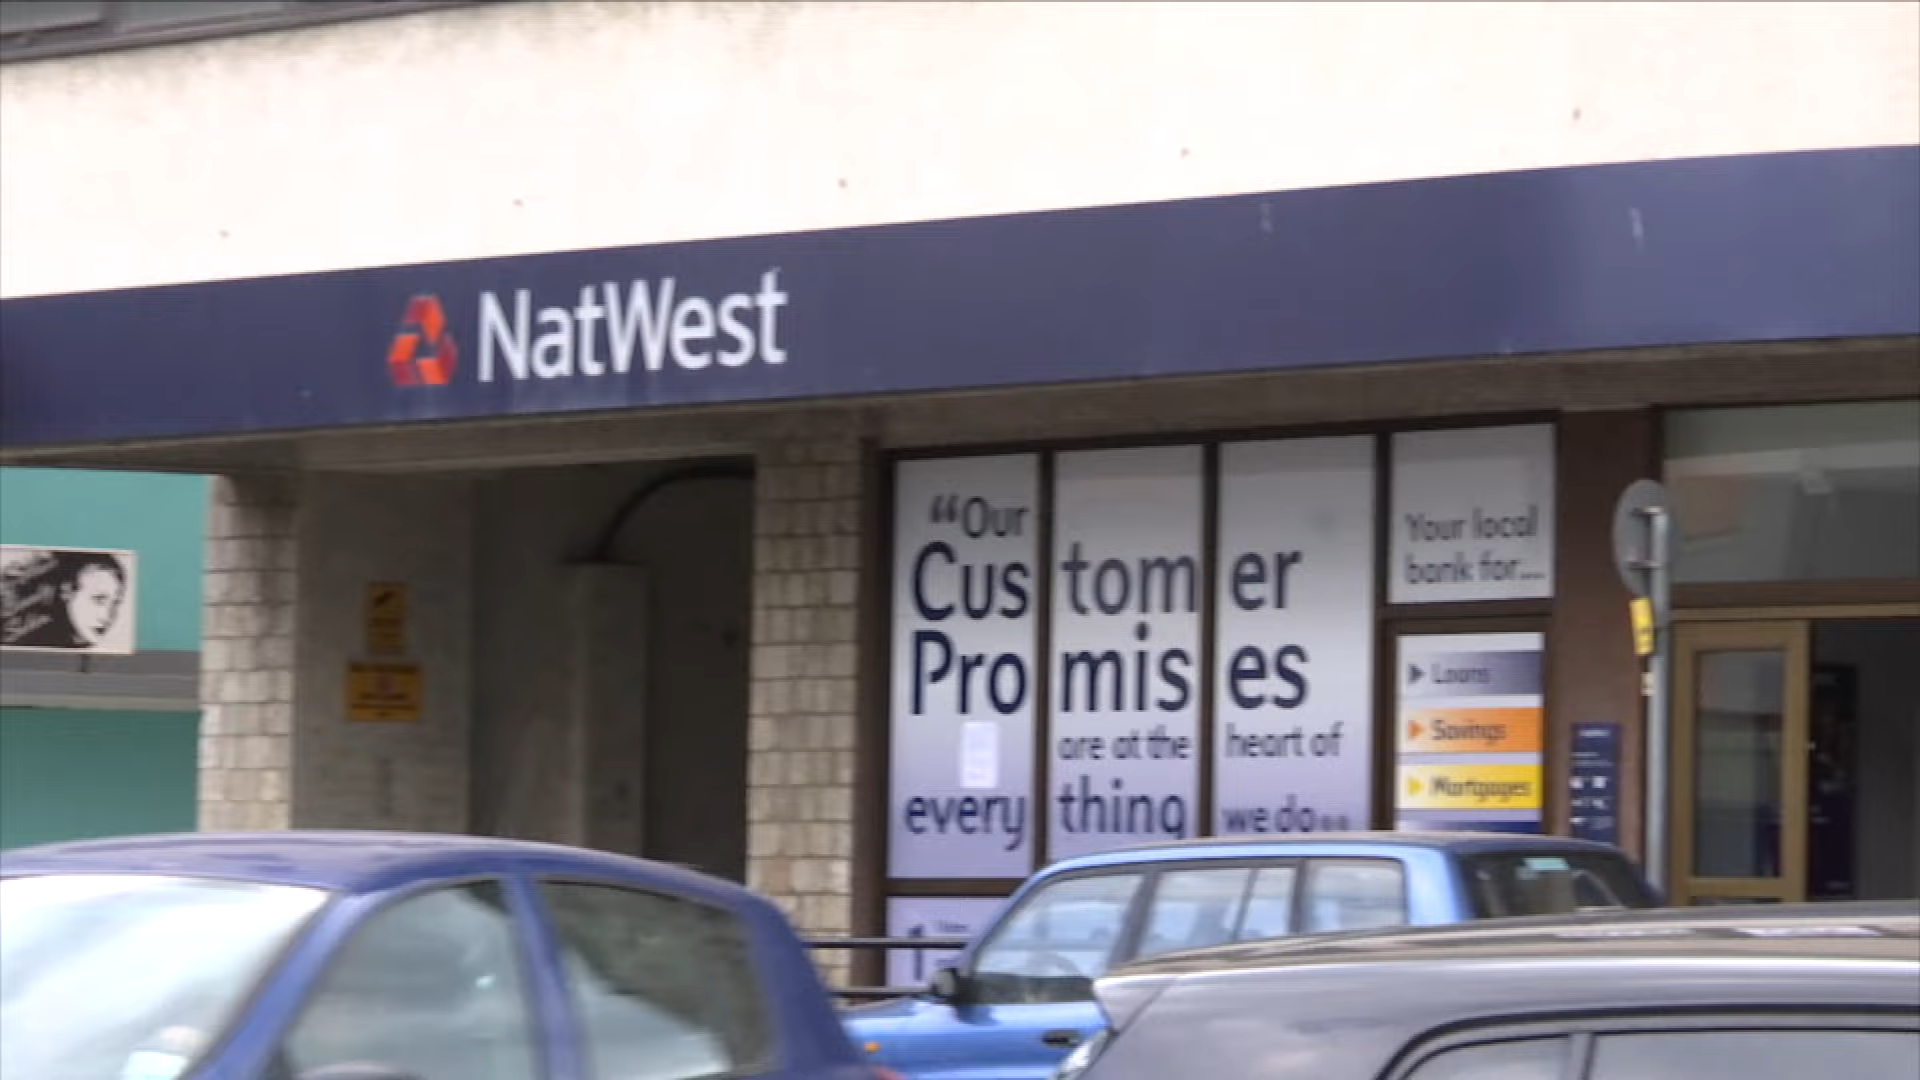 NatWest
“Our
Customer
Promises
are at the heart of
everything we do..
Your local
bank for....
Loans
Savings
Mortgages
1